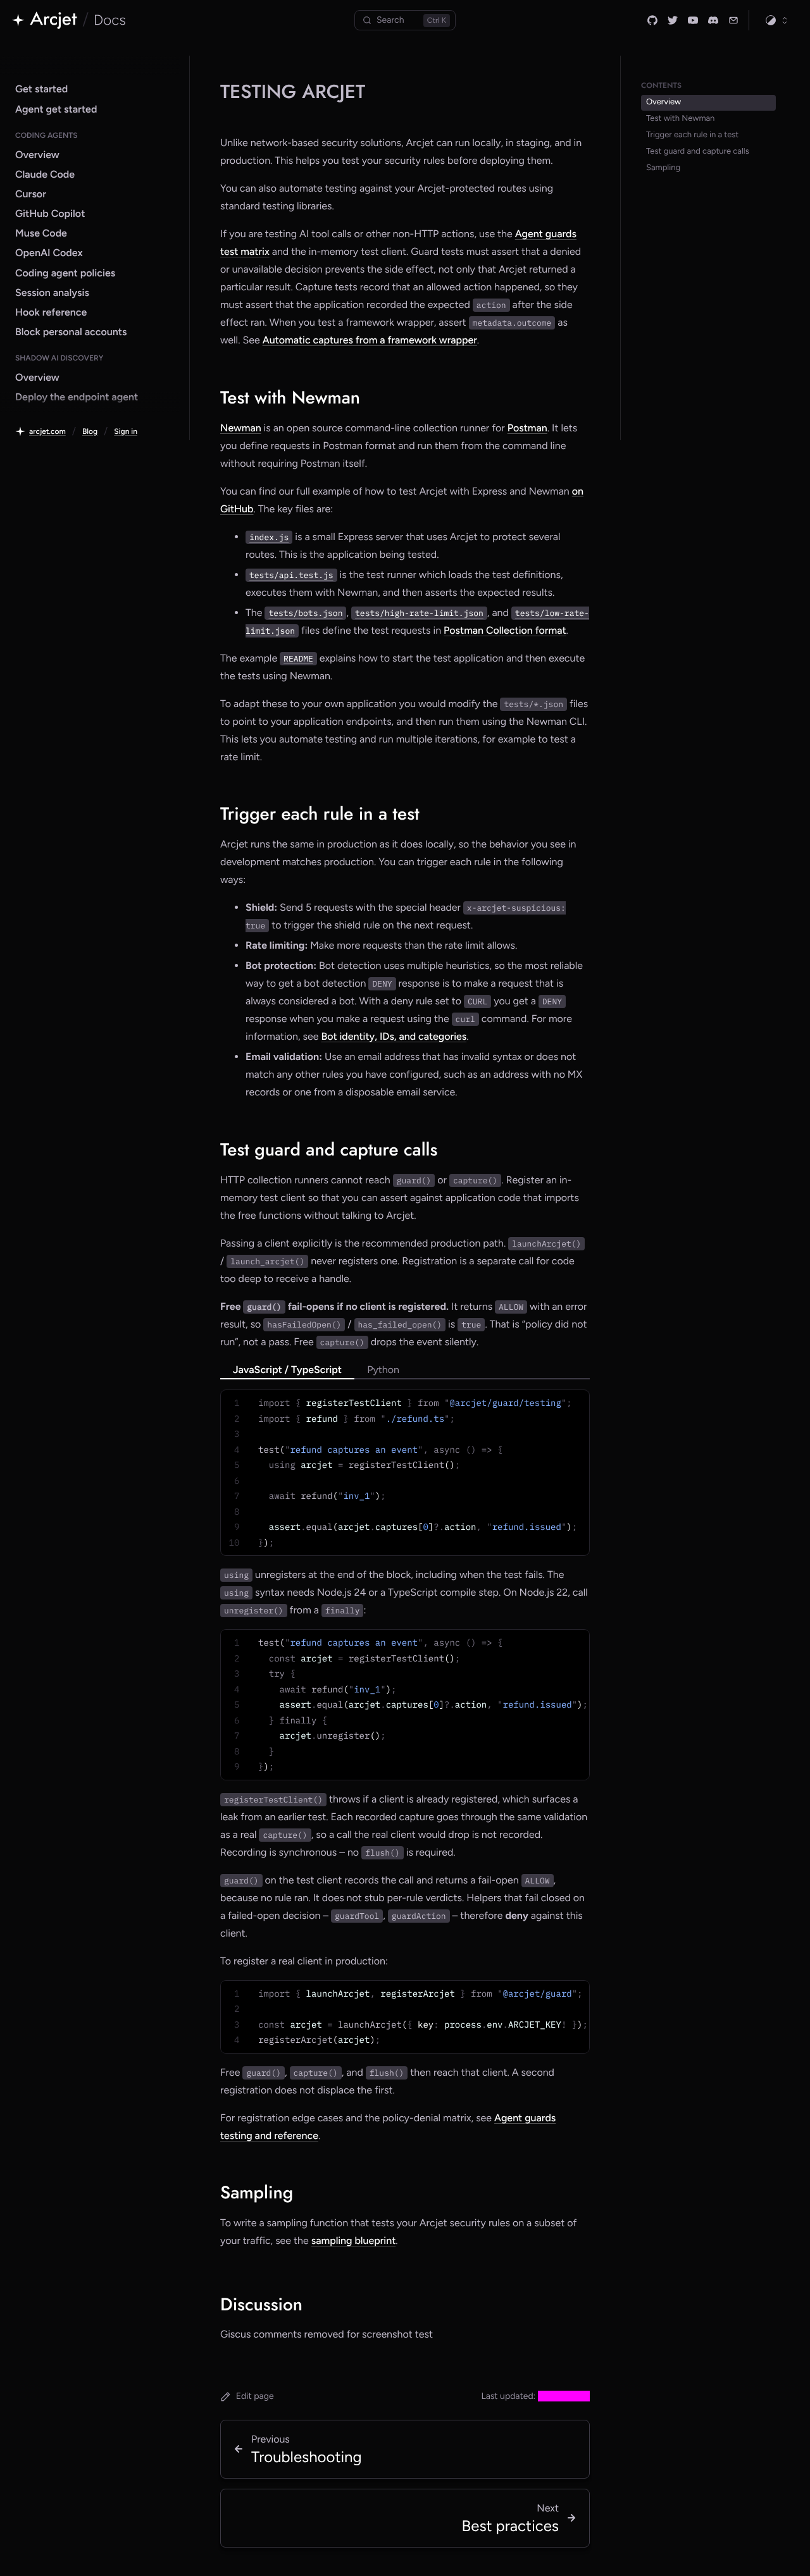 Arcjet / Docs
Search Ctrl K
Get started
Agent get started
CODING AGENTS
Overview
Claude Code
Cursor
GitHub Copilot
Muse Code
OpenAI Codex
Coding agent policies
Session analysis
Hook reference
Block personal accounts
SHADOW AI DISCOVERY
Overview
Deploy the endpoint agent
arcjet.com / Blog / Sign in
CONTENTS
Overview
Test with Newman
Trigger each rule in a test
Test guard and capture calls
Sampling
TESTING ARCJET
Unlike network-based security solutions, Arcjet can run locally, in staging, and in
production. This helps you test your security rules before deploying them.
You can also automate testing against your Arcjet-protected routes using
standard testing libraries.
If you are testing AI tool calls or other non-HTTP actions, use the Agent guards
test matrix and the in-memory test client. Guard tests must assert that a denied
or unavailable decision prevents the side effect, not only that Arcjet returned a
particular result. Capture tests record that an allowed action happened, so they
must assert that the application recorded the expected action after the side
effect ran. When you test a framework wrapper, assert metadata.outcome as
well. See Automatic captures from a framework wrapper.
Test with Newman
Newman is an open source command-line collection runner for Postman. It lets
you define requests in Postman format and run them from the command line
without requiring Postman itself.
You can find our full example of how to test Arcjet with Express and Newman on
GitHub. The key files are:
• index.js is a small Express server that uses Arcjet to protect several
routes. This is the application being tested.
• tests/api.test.js is the test runner which loads the test definitions,
executes them with Newman, and then asserts the expected results.
• The tests/bots.json, tests/high-rate-limit.json, and tests/low-rate-
limit.json files define the test requests in Postman Collection format.
The example README explains how to start the test application and then execute
the tests using Newman.
To adapt these to your own application you would modify the tests/*.json files
to point to your application endpoints, and then run them using the Newman CLI.
This lets you automate testing and run multiple iterations, for example to test a
rate limit.
Trigger each rule in a test
Arcjet runs the same in production as it does locally, so the behavior you see in
development matches production. You can trigger each rule in the following
ways:
• Shield: Send 5 requests with the special header x-arcjet-suspicious:
true to trigger the shield rule on the next request.
• Rate limiting: Make more requests than the rate limit allows.
• Bot protection: Bot detection uses multiple heuristics, so the most reliable
way to get a bot detection DENY response is to make a request that is
always considered a bot. With a deny rule set to CURL you get a DENY
response when you make a request using the curl command. For more
information, see Bot identity, IDs, and categories.
• Email validation: Use an email address that has invalid syntax or does not
match any other rules you have configured, such as an address with no MX
records or one from a disposable email service.
Test guard and capture calls
HTTP collection runners cannot reach guard() or capture(). Register an in-
memory test client so that you can assert against application code that imports
the free functions without talking to Arcjet.
Passing a client explicitly is the recommended production path. launchArcjet()
/ launch_arcjet() never registers one. Registration is a separate call for code
too deep to receive a handle.
Free guard() fail-opens if no client is registered. It returns ALLOW with an error
result, so hasFailedOpen() / has_failed_open() is true. That is “policy did not
run”, not a pass. Free capture() drops the event silently.
JavaScript / TypeScript Python
1 import { registerTestClient } from "@arcjet/guard/testing";
2 import { refund } from "./refund.ts";
3
4 test("refund captures an event", async () => {
5 using arcjet = registerTestClient();
6
7 await refund("inv_1");
8
9 assert.equal(arcjet.captures[0]?.action, "refund.issued");
10 });
using unregisters at the end of the block, including when the test fails. The
using syntax needs Node.js 24 or a TypeScript compile step. On Node.js 22, call
unregister() from a finally:
1 test("refund captures an event", async () => {
2 const arcjet = registerTestClient();
3 try {
4 await refund("inv_1");
5 assert.equal(arcjet.captures[0]?.action, "refund.issued");
6 } finally {
7 arcjet.unregister();
8 }
9 });
registerTestClient() throws if a client is already registered, which surfaces a
leak from an earlier test. Each recorded capture goes through the same validation
as a real capture(), so a call the real client would drop is not recorded.
Recording is synchronous – no flush() is required.
guard() on the test client records the call and returns a fail-open ALLOW,
because no rule ran. It does not stub per-rule verdicts. Helpers that fail closed on
a failed-open decision – guardTool, guardAction – therefore deny against this
client.
To register a real client in production:
1 import { launchArcjet, registerArcjet } from "@arcjet/guard";
2
3 const arcjet = launchArcjet({ key: process.env.ARCJET_KEY! });
4 registerArcjet(arcjet);
Free guard(), capture(), and flush() then reach that client. A second
registration does not displace the first.
For registration edge cases and the policy-denial matrix, see Agent guards
testing and reference.
Sampling
To write a sampling function that tests your Arcjet security rules on a subset of
your traffic, see the sampling blueprint.
Discussion
Giscus comments removed for screenshot test
Edit page Last updated:
Previous
Troubleshooting
Next
Best practices